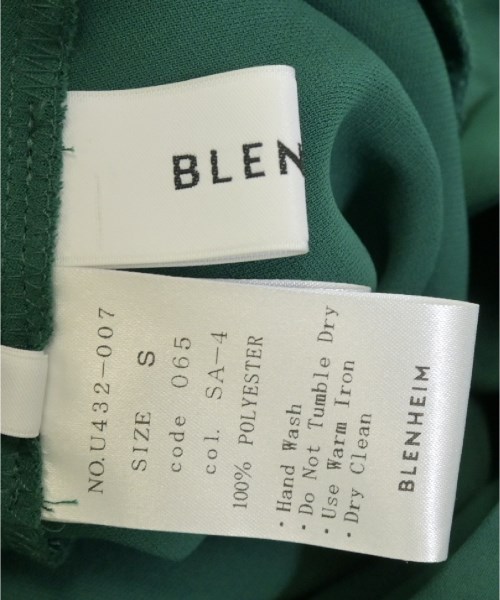 BLEN
NO.U432-007
SIZE S
code 065
col. SA-4
100% POLYESTER
・Hand Wash
・Do Not Tumble Dry
・Use Warm Iron
・Dry Clean
BLENHEIM